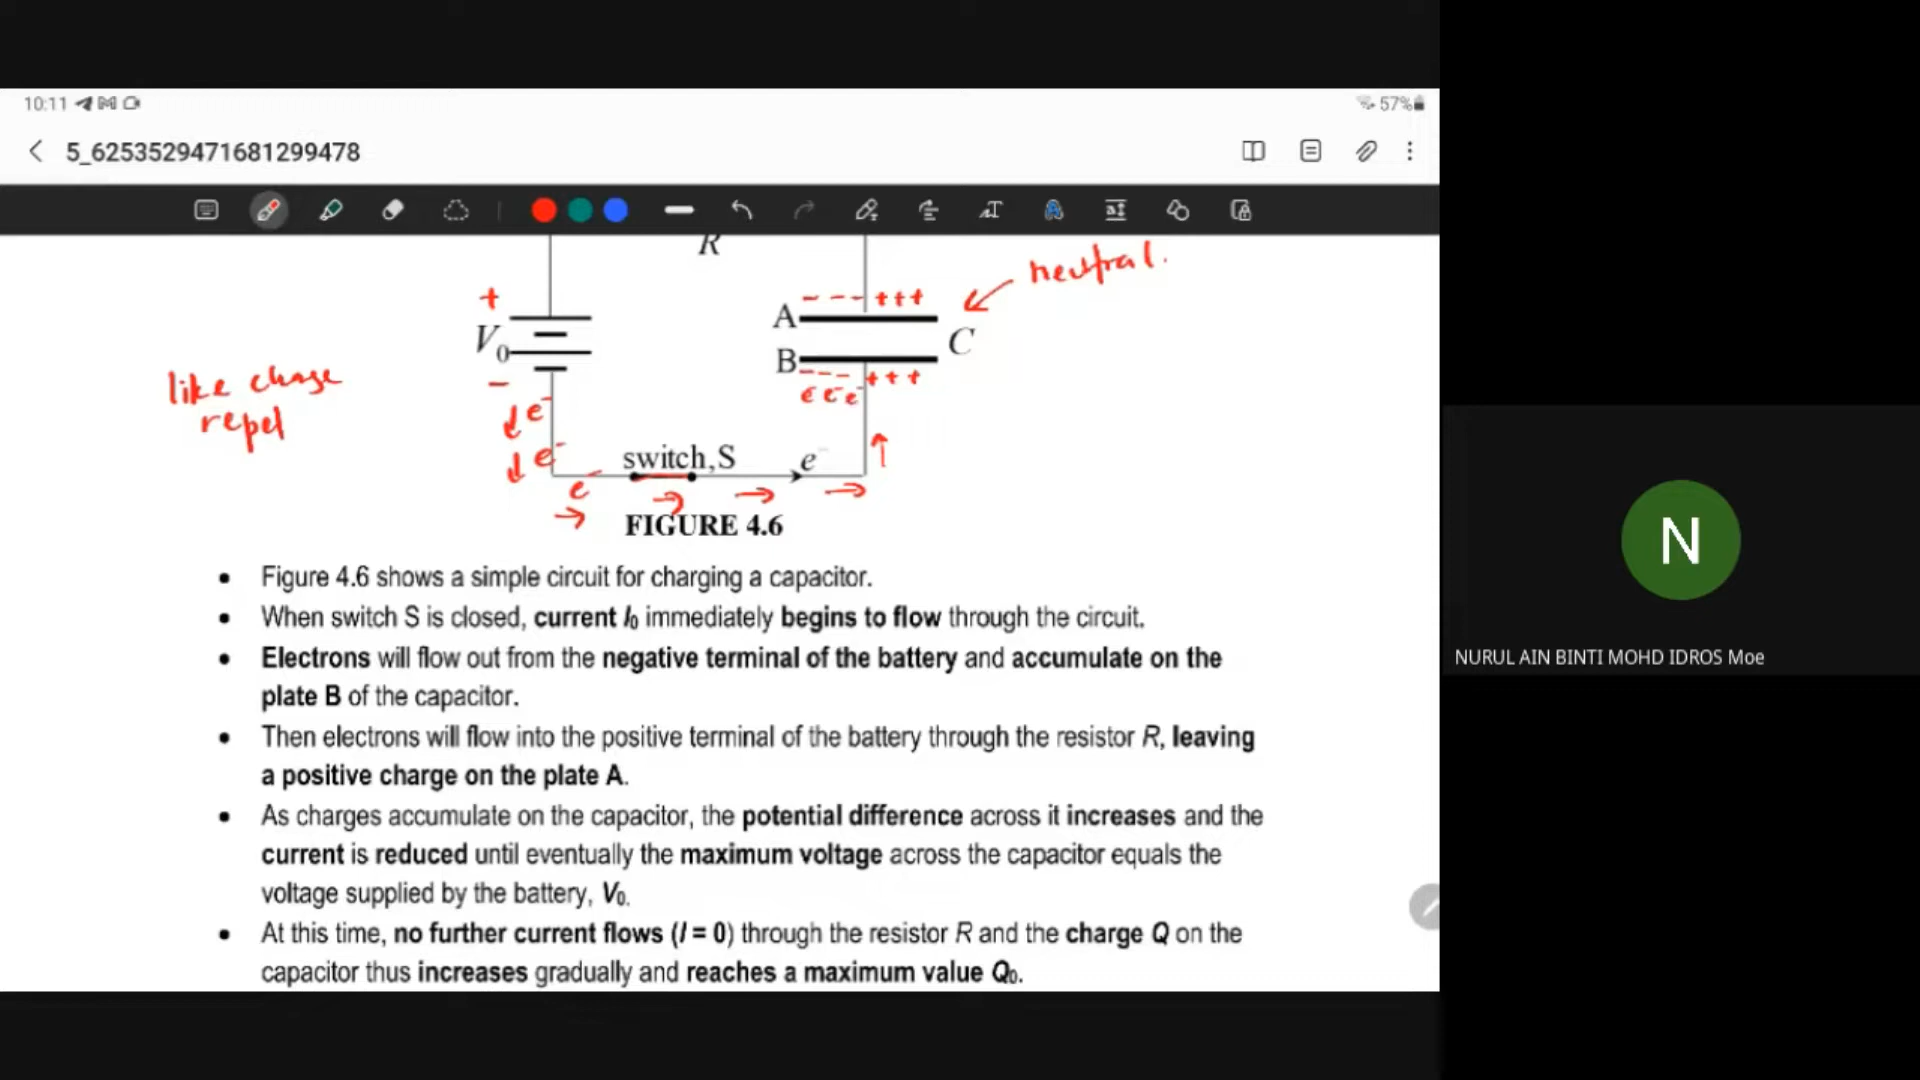 10:11
57%
5_6253529471681299478
R
neutral.
+
- - - +++
A
V0
C
B
- - - +++
-
e⁻ e⁻ e⁻
like charge
repel
e⁻
e⁻
switch,S
e⁻
e⁻
FIGURE 4.6
• Figure 4.6 shows a simple circuit for charging a capacitor.
• When switch S is closed, current I0 immediately begins to flow through the circuit.
• Electrons will flow out from the negative terminal of the battery and accumulate on the
plate B of the capacitor.
• Then electrons will flow into the positive terminal of the battery through the resistor R, leaving
a positive charge on the plate A.
• As charges accumulate on the capacitor, the potential difference across it increases and the
current is reduced until eventually the maximum voltage across the capacitor equals the
voltage supplied by the battery, V0.
• At this time, no further current flows (I = 0) through the resistor R and the charge Q on the
capacitor thus increases gradually and reaches a maximum value Q0.
N
NURUL AIN BINTI MOHD IDROS Moe